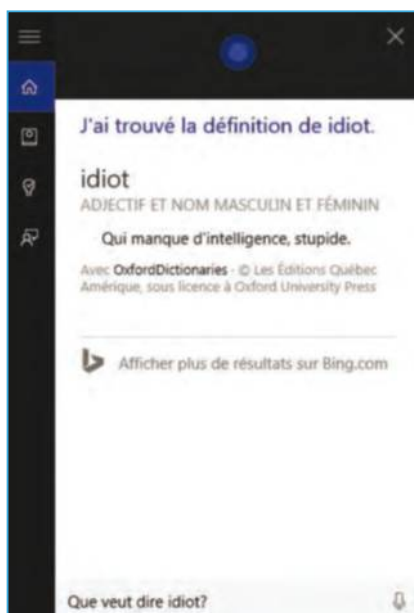 J'ai trouvé la définition de idiot.
idiot
ADJECTIF ET NOM MASCULIN ET FÉMININ
Qui manque d'intelligence, stupide.
Avec OxfordDictionaries - © Les Éditions Québec
Amérique, sous licence à Oxford University Press
Afficher plus de résultats sur Bing.com
Que veut dire idiot?